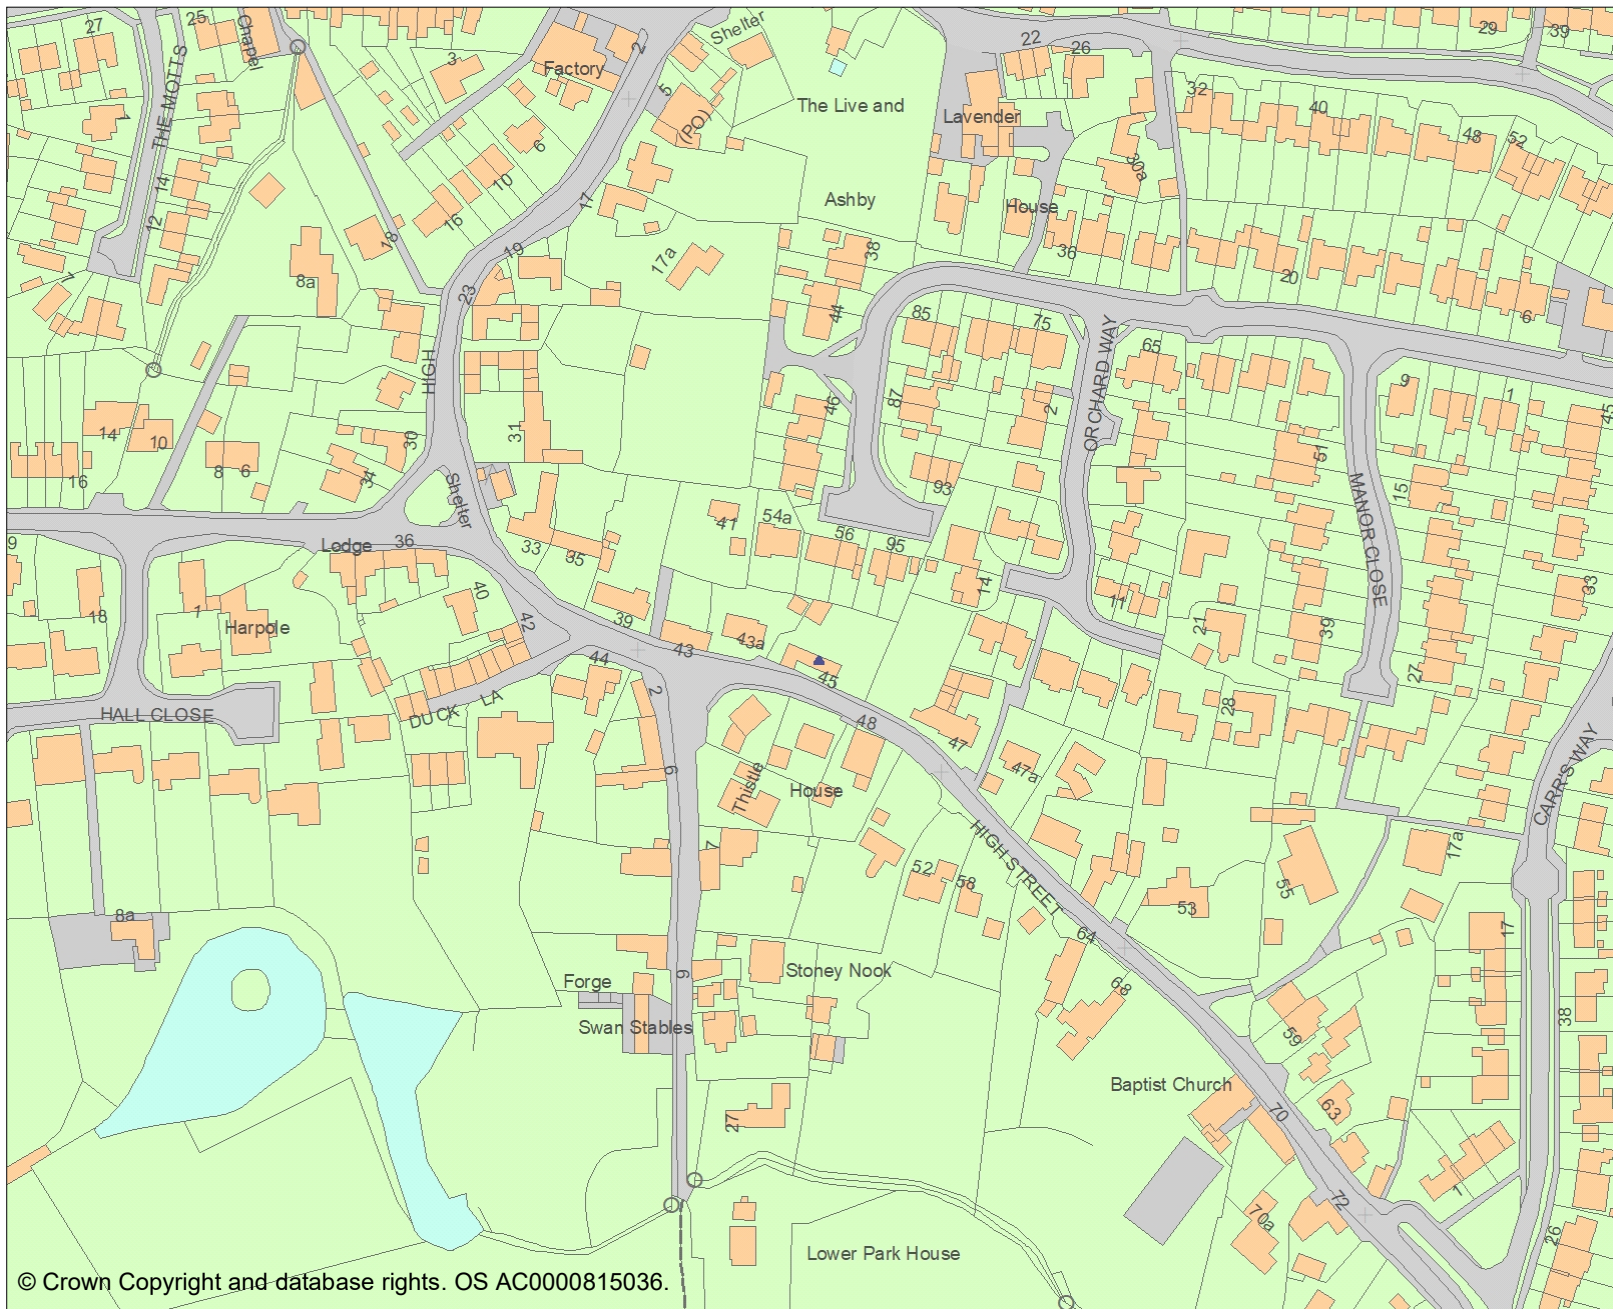 27
25
Chapel
THE MOTTS
1
14
12
7
3
Factory
2
Shelter
5
(PO)
6
10
16
18
17
19
17a
8a
23
The Live and
Ashby
Lavender
House
22
26
30a
32
40
48
52
29
39
38
44
36
20
6
85
75
65
87
46
2
ORCHARD WAY
93
9
1
45
51
15
MANOR CLOSE
HIGH
31
30
34
14
10
8
6
16
Shelter
33
35
41
54a
56
95
14
11
21
39
33
27
9
Lodge
36
40
42
18
1
Harpole
39
43
43a
45
44
2
DUCK LA
HALL CLOSE
48
47
47a
28
CARR'S WAY
6
Thistle
House
7
HIGH STREET
52
58
53
55
17a
17
64
68
8a
Forge
9
Stoney Nook
Swan Stables
59
38
Baptist Church
70
63
27
72
1
70a
26
Lower Park House
© Crown Copyright and database rights. OS AC0000815036.